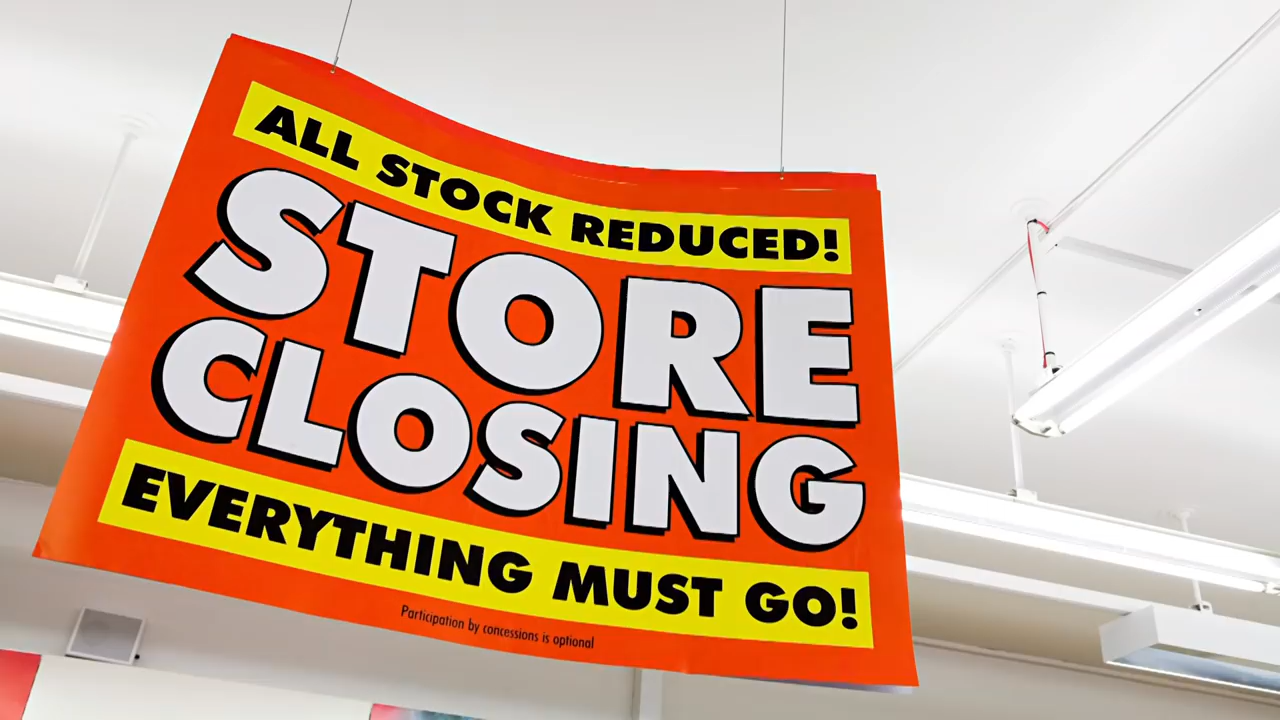 ALL STOCK REDUCED!
STORE
CLOSING
EVERYTHING MUST GO!
Participation by concessions is optional